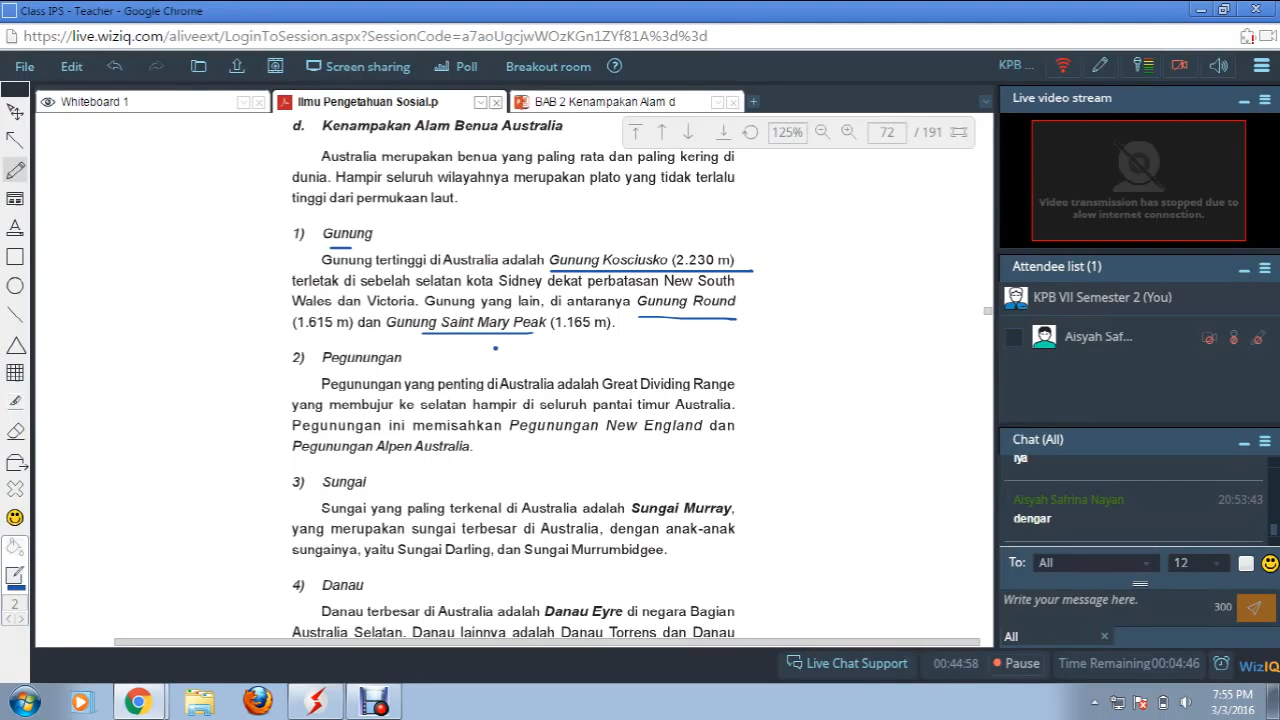 Class IPS - Teacher - Google Chrome
https://live.wiziq.com/aliveext/LoginToSession.aspx?SessionCode=a7aoUgcjwWOzKGn1ZYf81A%3d%3d
File Edit Screen sharing Poll Breakout room KPB ...
Whiteboard 1
Ilmu Pengetahuan Sosial.p
BAB 2 Kenampakan Alam d
125% 72 / 191
d. Kenampakan Alam Benua Australia
Australia merupakan benua yang paling rata dan paling kering di
dunia. Hampir seluruh wilayahnya merupakan plato yang tidak terlalu
tinggi dari permukaan laut.
1) Gunung
Gunung tertinggi di Australia adalah Gunung Kosciusko (2.230 m)
terletak di sebelah selatan kota Sidney dekat perbatasan New South
Wales dan Victoria. Gunung yang lain, di antaranya Gunung Round
(1.615 m) dan Gunung Saint Mary Peak (1.165 m).
2) Pegunungan
Pegunungan yang penting di Australia adalah Great Dividing Range
yang membujur ke selatan hampir di seluruh pantai timur Australia.
Pegunungan ini memisahkan Pegunungan New England dan
Pegunungan Alpen Australia.
3) Sungai
Sungai yang paling terkenal di Australia adalah Sungai Murray,
yang merupakan sungai terbesar di Australia, dengan anak-anak
sungainya, yaitu Sungai Darling, dan Sungai Murrumbidgee.
4) Danau
Danau terbesar di Australia adalah Danau Eyre di negara Bagian
Australia Selatan. Danau lainnya adalah Danau Torrens dan Danau
2
Live video stream
Video transmission has stopped due to
slow internet connection.
Attendee list (1)
KPB VII Semester 2 (You)
Aisyah Saf...
Chat (All)
iya
Aisyah Safrina Nayan 20:53:43
dengar
To: All 12
Write your message here. 300
All
Live Chat Support 00:44:58 Pause Time Remaining:00:04:46 WizIQ
7:55 PM
3/3/2016